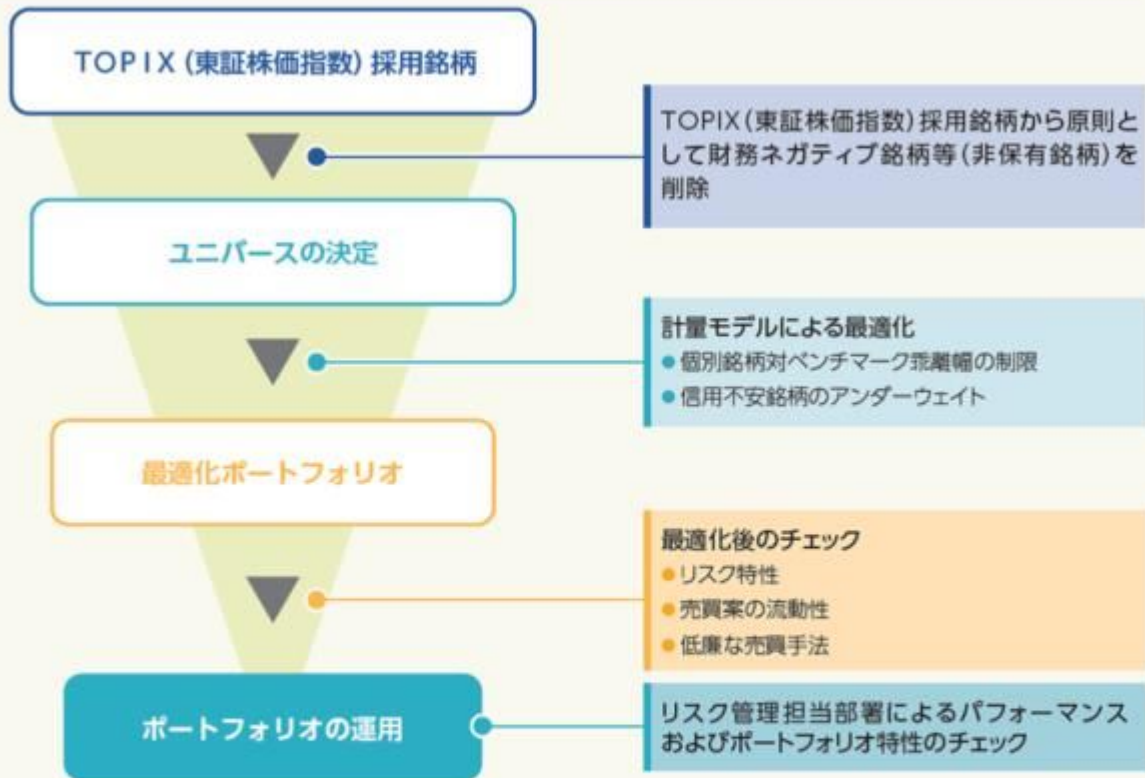 TOPIX(東証株価指数)採用銘柄
TOPIX(東証株価指数)採用銘柄から原則と
して財務ネガティブ銘柄等(非保有銘柄)を
削除
ユニバースの決定
計量モデルによる最適化
●個別銘柄対ベンチマーク乖離幅の制限
●信用不安銘柄のアンダーウェイト
最適化ポートフォリオ
最適化後のチェック
●リスク特性
●売買案の流動性
●低廉な売買手法
ポートフォリオの運用
リスク管理担当部署によるパフォーマンス
およびポートフォリオ特性のチェック